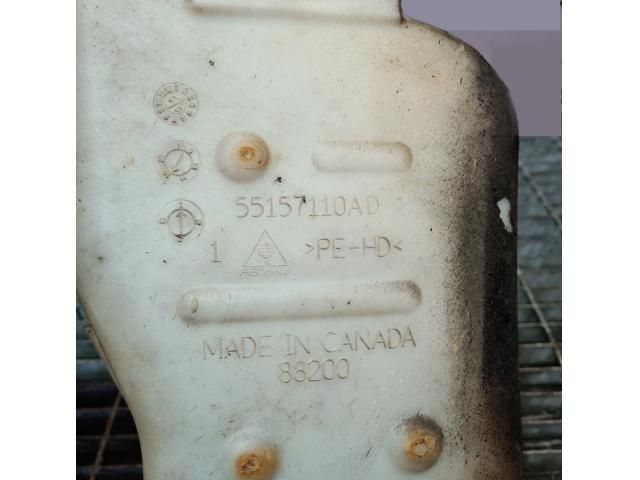 55157110AD
1 >PE-HD<
MADE IN CANADA
88200